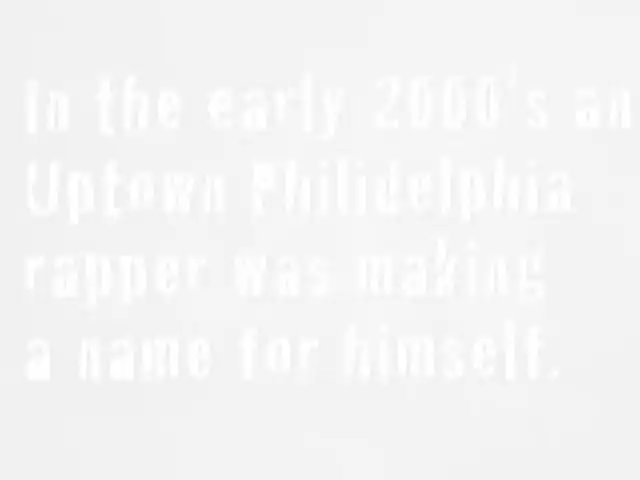 In the early 2000's an
Uptown Philidelphia
rapper was making
a name for himself.